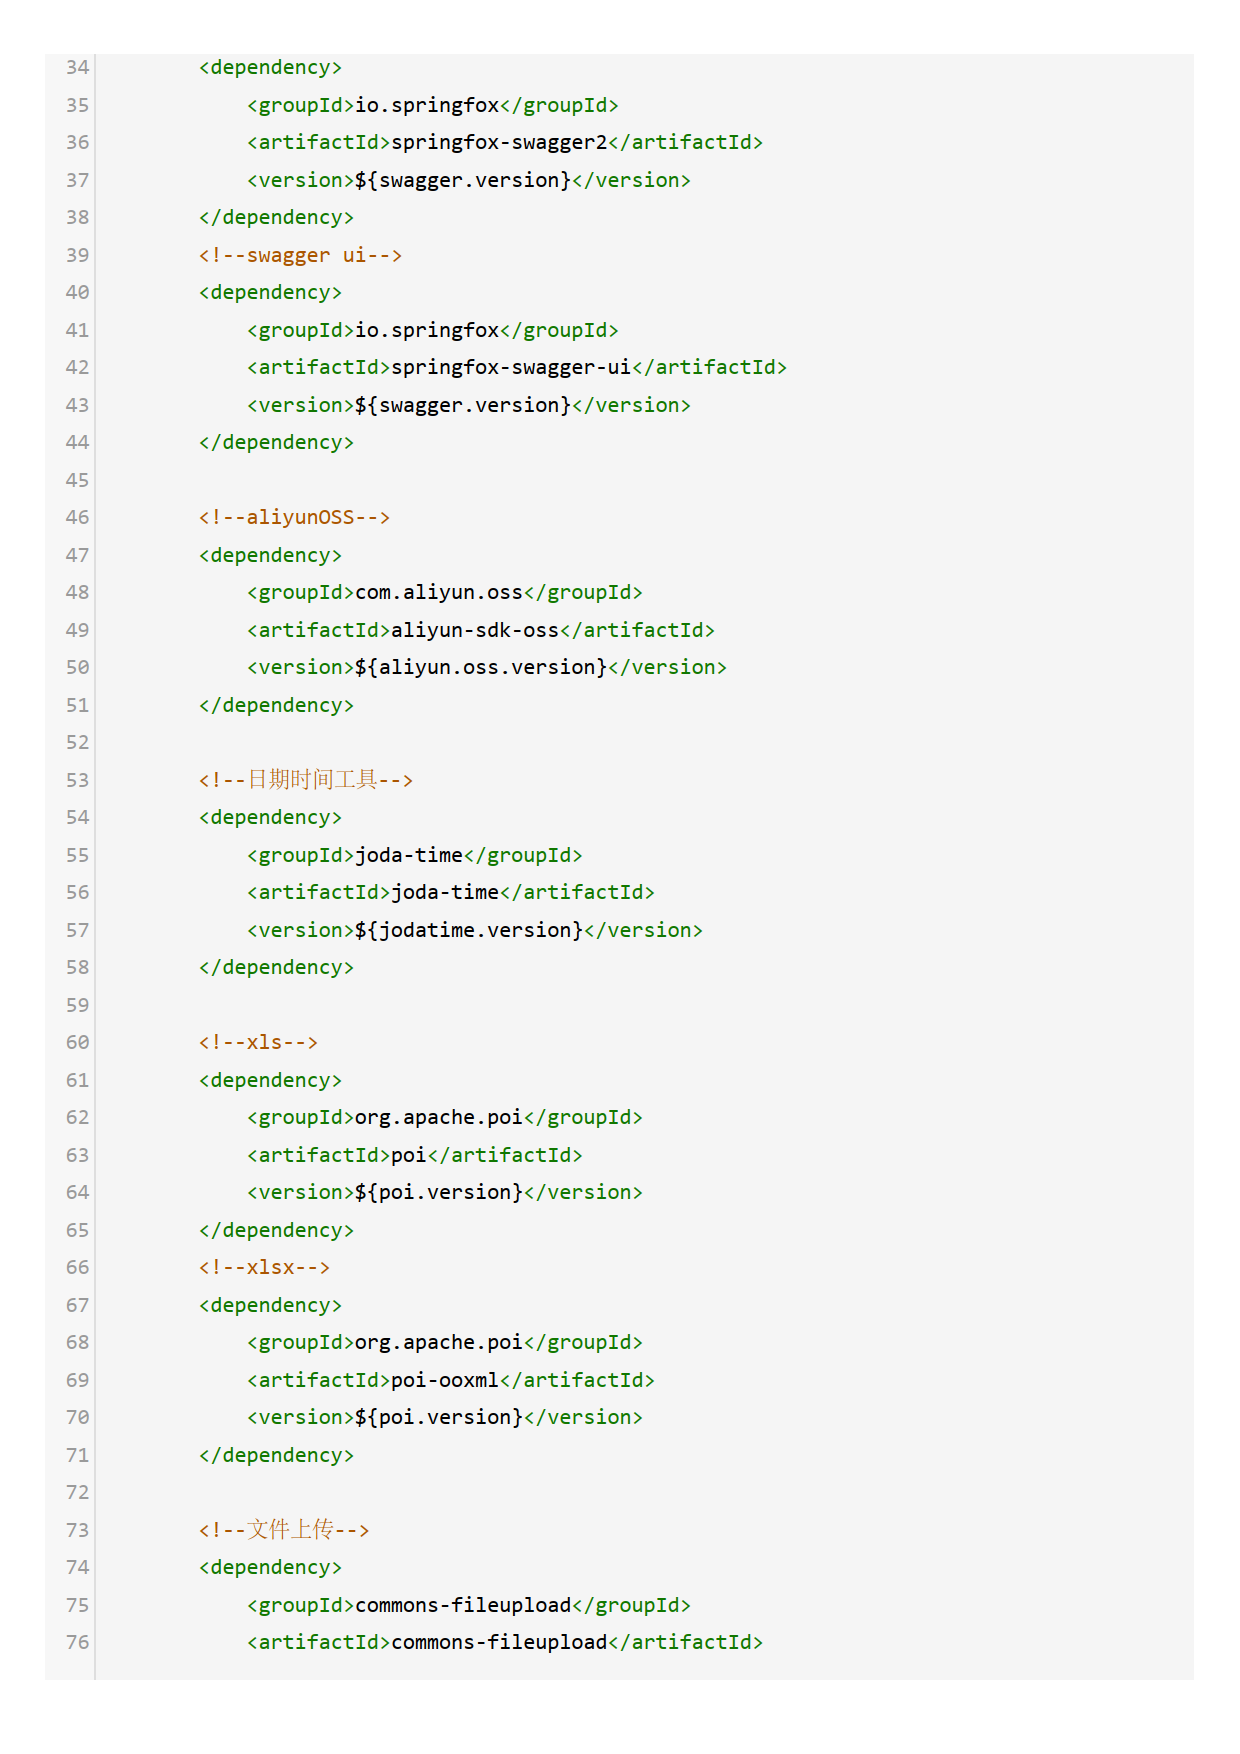 34         <dependency>
35             <groupId>io.springfox</groupId>
36             <artifactId>springfox-swagger2</artifactId>
37             <version>${swagger.version}</version>
38         </dependency>
39         <!--swagger ui-->
40         <dependency>
41             <groupId>io.springfox</groupId>
42             <artifactId>springfox-swagger-ui</artifactId>
43             <version>${swagger.version}</version>
44         </dependency>
45
46         <!--aliyunOSS-->
47         <dependency>
48             <groupId>com.aliyun.oss</groupId>
49             <artifactId>aliyun-sdk-oss</artifactId>
50             <version>${aliyun.oss.version}</version>
51         </dependency>
52
53         <!--日期时间工具-->
54         <dependency>
55             <groupId>joda-time</groupId>
56             <artifactId>joda-time</artifactId>
57             <version>${jodatime.version}</version>
58         </dependency>
59
60         <!--xls-->
61         <dependency>
62             <groupId>org.apache.poi</groupId>
63             <artifactId>poi</artifactId>
64             <version>${poi.version}</version>
65         </dependency>
66         <!--xlsx-->
67         <dependency>
68             <groupId>org.apache.poi</groupId>
69             <artifactId>poi-ooxml</artifactId>
70             <version>${poi.version}</version>
71         </dependency>
72
73         <!--文件上传-->
74         <dependency>
75             <groupId>commons-fileupload</groupId>
76             <artifactId>commons-fileupload</artifactId>